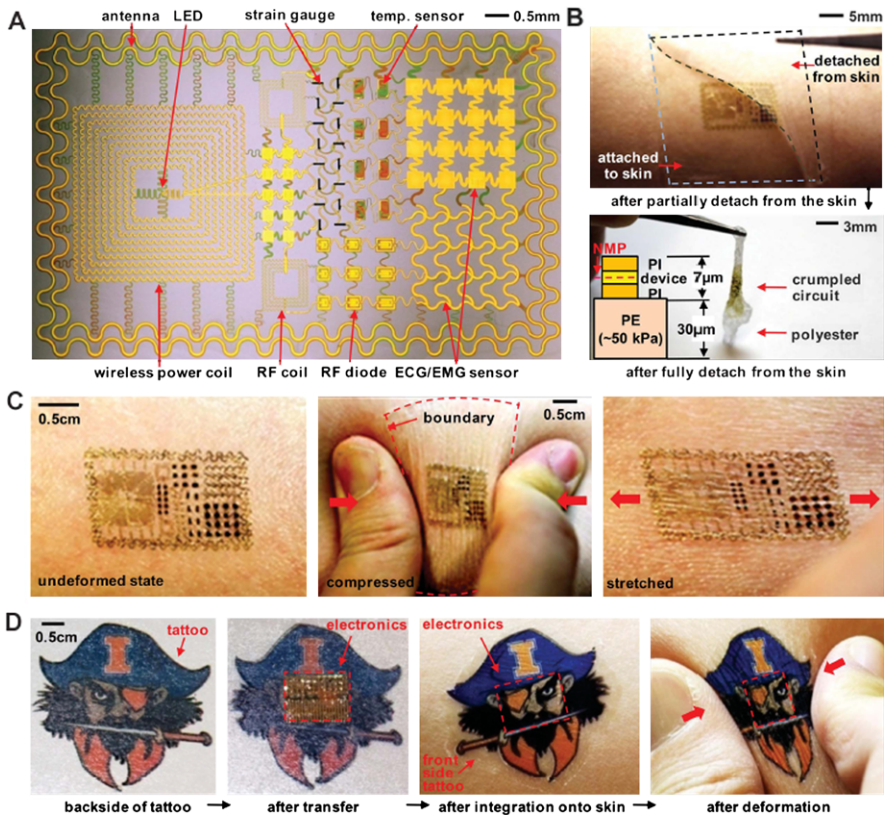 A
antenna
LED
strain gauge
temp. sensor
0.5mm
wireless power coil
RF coil
RF diode
ECG/EMG sensor
B
5mm
detached
from skin
attached
to skin
after partially detach from the skin
3mm
NMP
PI
device
PI
7μm
PE
(~50 kPa)
30μm
crumpled
circuit
polyester
after fully detach from the skin
C
0.5cm
undeformed state
boundary
0.5cm
compressed
stretched
D
0.5cm
tattoo
I
backside of tattoo
electronics
I
after transfer
electronics
I
front
side tattoo
after integration onto skin
I
after deformation